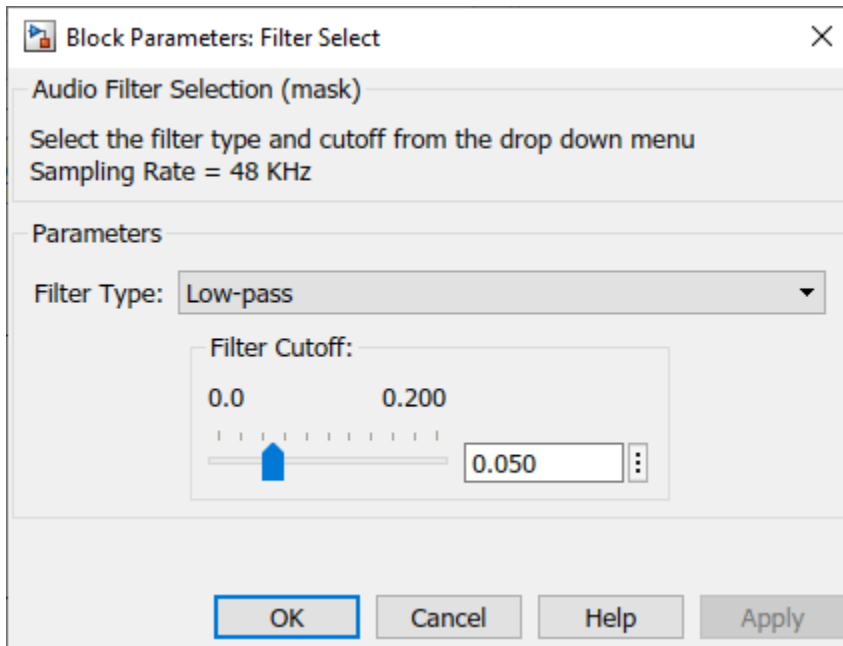 Block Parameters: Filter Select
Audio Filter Selection (mask)
Select the filter type and cutoff from the drop down menu
Sampling Rate = 48 KHz
Parameters
Filter Type: Low-pass
Filter Cutoff:
0.0 0.200
0.050
OK Cancel Help Apply